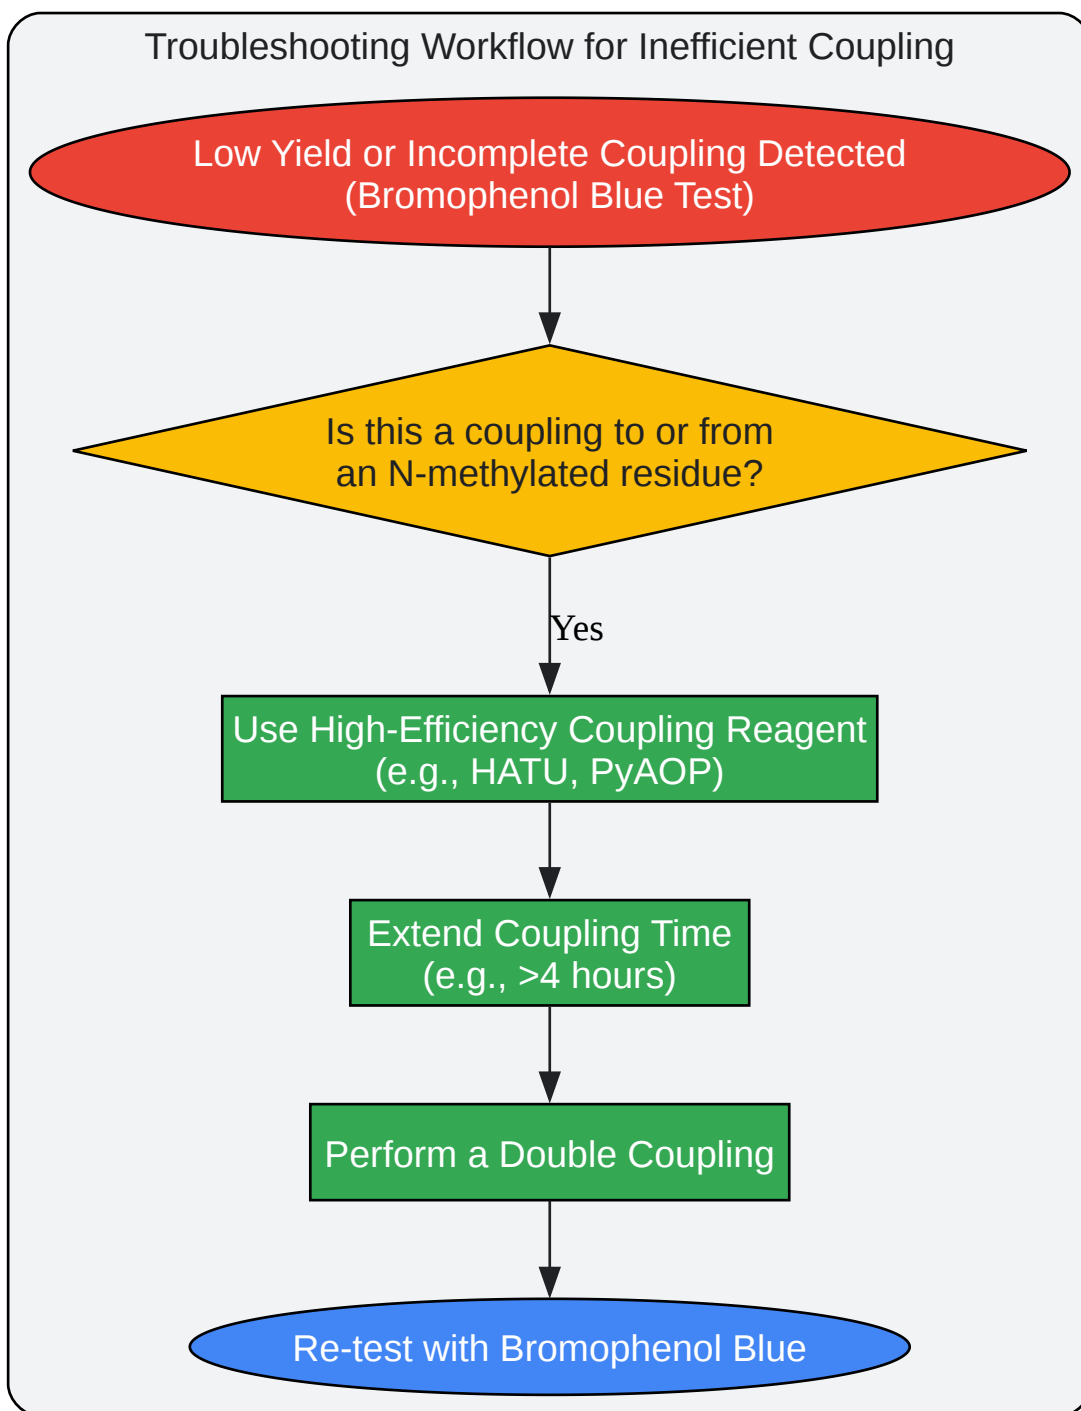 Troubleshooting Workflow for Inefficient Coupling
Low Yield or Incomplete Coupling Detected
(Bromophenol Blue Test)
Is this a coupling to or from
an N-methylated residue?
Yes
Use High-Efficiency Coupling Reagent
(e.g., HATU, PyAOP)
Extend Coupling Time
(e.g., >4 hours)
Perform a Double Coupling
Re-test with Bromophenol Blue